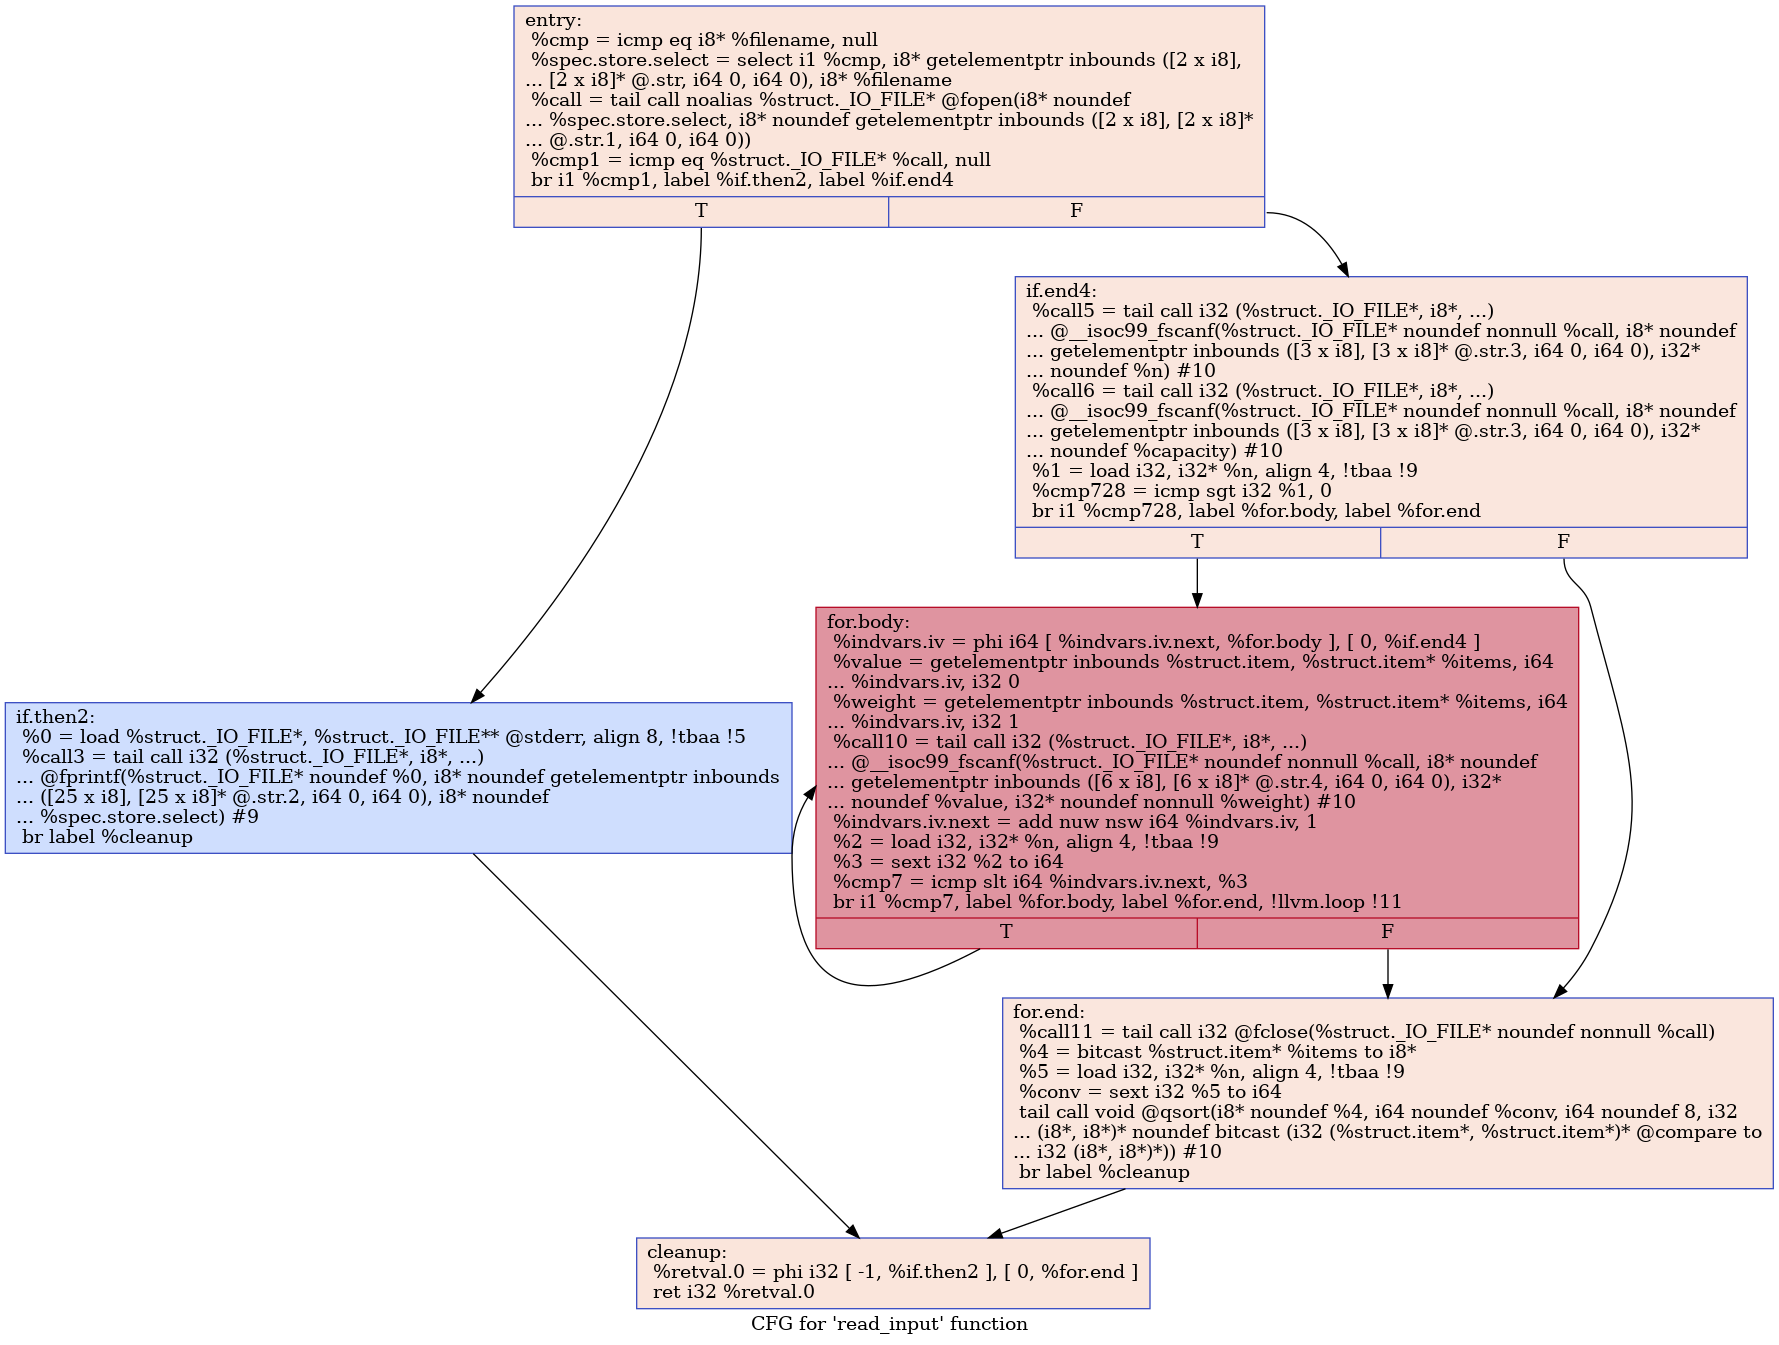 entry:
%cmp = icmp eq i8* %filename, null
%spec.store.select = select i1 %cmp, i8* getelementptr inbounds ([2 x i8],
... [2 x i8]* @.str, i64 0, i64 0), i8* %filename
%call = tail call noalias %struct._IO_FILE* @fopen(i8* noundef
... %spec.store.select, i8* noundef getelementptr inbounds ([2 x i8], [2 x i8]*
... @.str.1, i64 0, i64 0))
%cmp1 = icmp eq %struct._IO_FILE* %call, null
br i1 %cmp1, label %if.then2, label %if.end4
T F
if.end4:
%call5 = tail call i32 (%struct._IO_FILE*, i8*, ...)
... @__isoc99_fscanf(%struct._IO_FILE* noundef nonnull %call, i8* noundef
... getelementptr inbounds ([3 x i8], [3 x i8]* @.str.3, i64 0, i64 0), i32*
... noundef %n) #10
%call6 = tail call i32 (%struct._IO_FILE*, i8*, ...)
... @__isoc99_fscanf(%struct._IO_FILE* noundef nonnull %call, i8* noundef
... getelementptr inbounds ([3 x i8], [3 x i8]* @.str.3, i64 0, i64 0), i32*
... noundef %capacity) #10
%1 = load i32, i32* %n, align 4, !tbaa !9
%cmp728 = icmp sgt i32 %1, 0
br i1 %cmp728, label %for.body, label %for.end
T F
for.body:
%indvars.iv = phi i64 [ %indvars.iv.next, %for.body ], [ 0, %if.end4 ]
%value = getelementptr inbounds %struct.item, %struct.item* %items, i64
... %indvars.iv, i32 0
%weight = getelementptr inbounds %struct.item, %struct.item* %items, i64
... %indvars.iv, i32 1
%call10 = tail call i32 (%struct._IO_FILE*, i8*, ...)
... @__isoc99_fscanf(%struct._IO_FILE* noundef nonnull %call, i8* noundef
... getelementptr inbounds ([6 x i8], [6 x i8]* @.str.4, i64 0, i64 0), i32*
... noundef %value, i32* noundef nonnull %weight) #10
%indvars.iv.next = add nuw nsw i64 %indvars.iv, 1
%2 = load i32, i32* %n, align 4, !tbaa !9
%3 = sext i32 %2 to i64
%cmp7 = icmp slt i64 %indvars.iv.next, %3
br i1 %cmp7, label %for.body, label %for.end, !llvm.loop !11
T F
if.then2:
%0 = load %struct._IO_FILE*, %struct._IO_FILE** @stderr, align 8, !tbaa !5
%call3 = tail call i32 (%struct._IO_FILE*, i8*, ...)
... @fprintf(%struct._IO_FILE* noundef %0, i8* noundef getelementptr inbounds
... ([25 x i8], [25 x i8]* @.str.2, i64 0, i64 0), i8* noundef
... %spec.store.select) #9
br label %cleanup
for.end:
%call11 = tail call i32 @fclose(%struct._IO_FILE* noundef nonnull %call)
%4 = bitcast %struct.item* %items to i8*
%5 = load i32, i32* %n, align 4, !tbaa !9
%conv = sext i32 %5 to i64
tail call void @qsort(i8* noundef %4, i64 noundef %conv, i64 noundef 8, i32
... (i8*, i8*)* noundef bitcast (i32 (%struct.item*, %struct.item*)* @compare to
... i32 (i8*, i8*)*)) #10
br label %cleanup
cleanup:
%retval.0 = phi i32 [ -1, %if.then2 ], [ 0, %for.end ]
ret i32 %retval.0
CFG for 'read_input' function